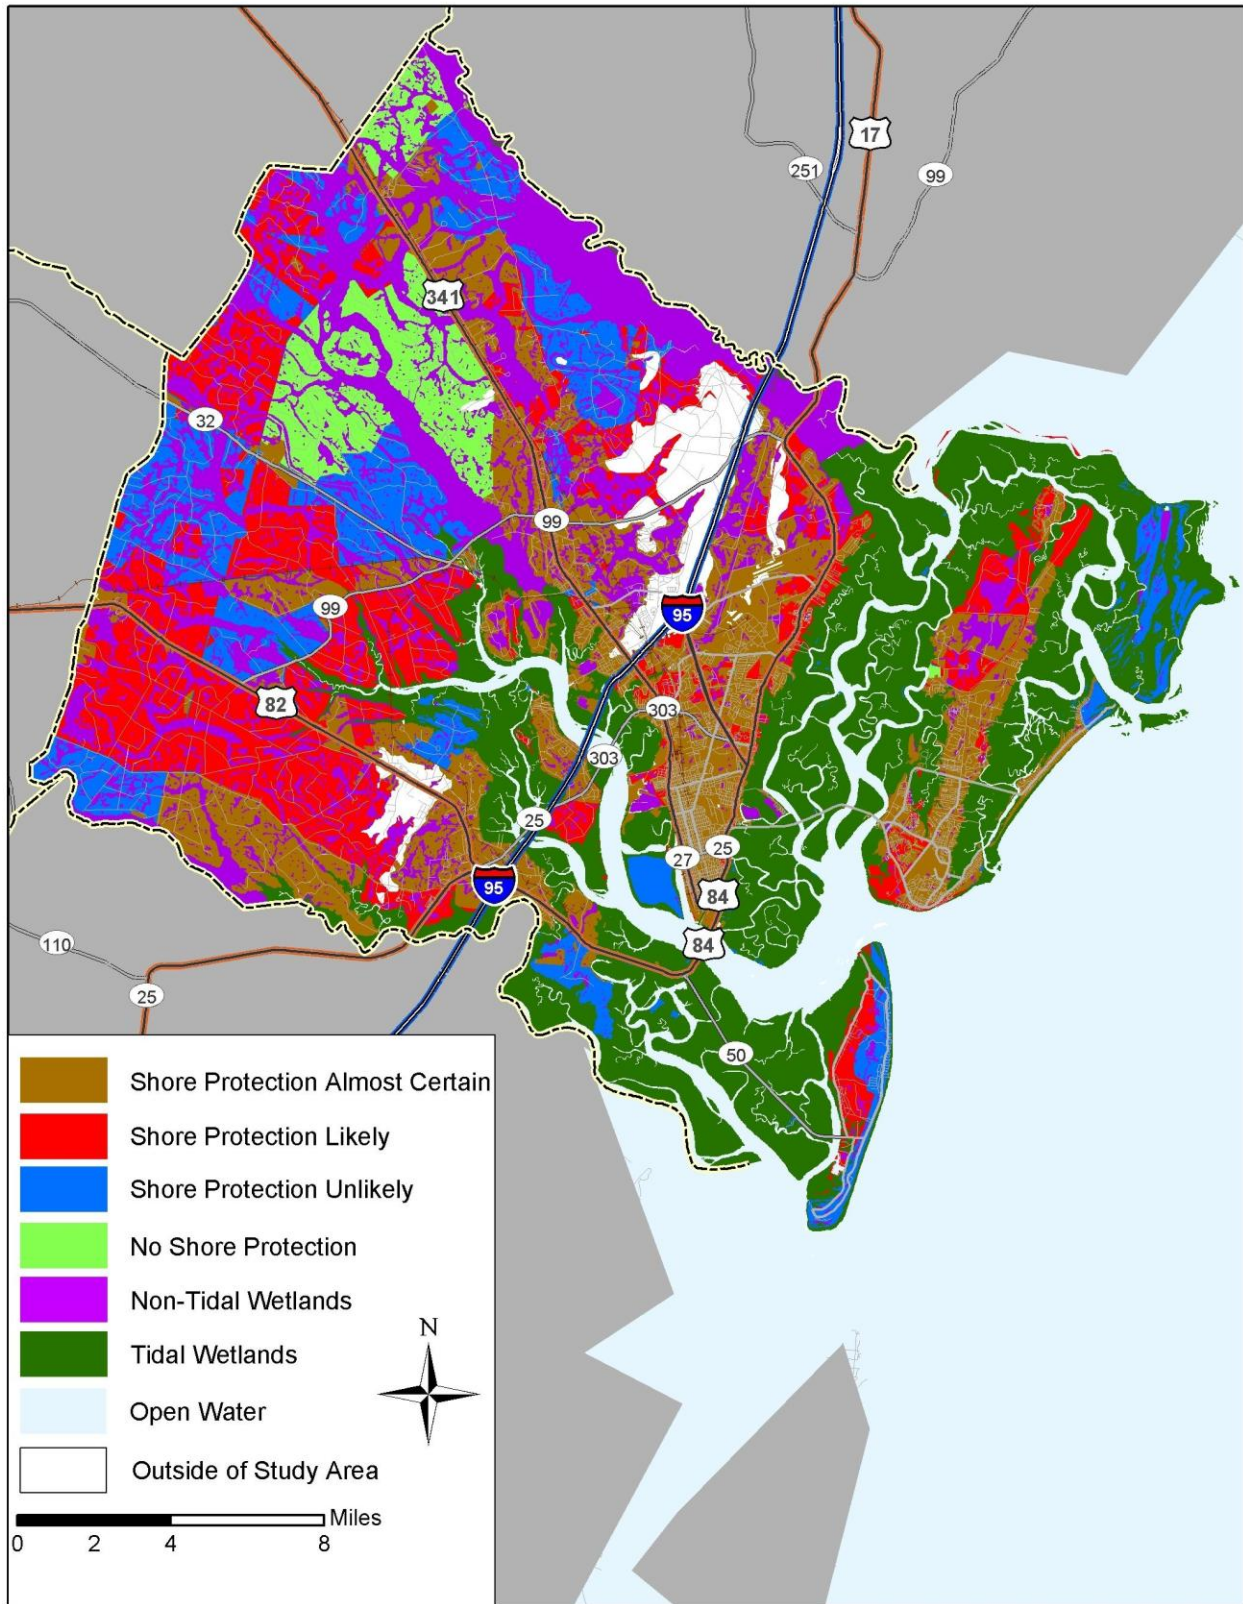 17
251
99
341
32
99
95
99
82
303
303
25
27
25
84
95
84
110
25
50
Shore Protection Almost Certain
Shore Protection Likely
Shore Protection Unlikely
No Shore Protection
Non-Tidal Wetlands
Tidal Wetlands
Open Water
Outside of Study Area
N
Miles
0 2 4 8